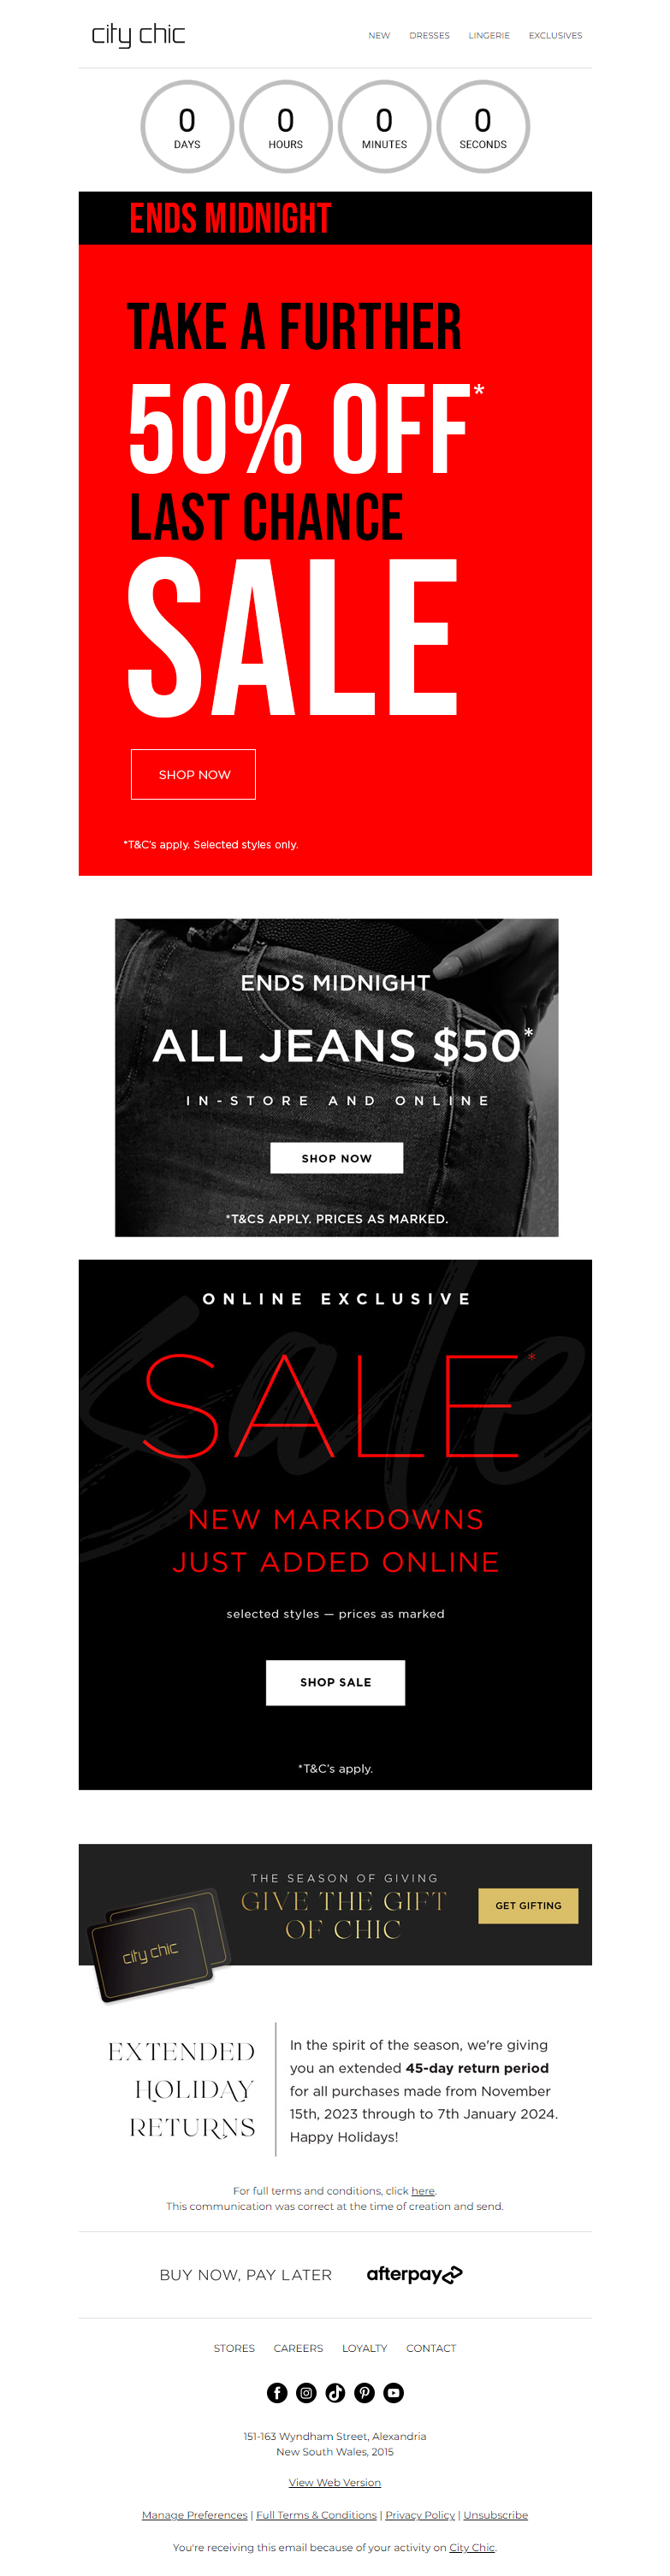 city chic
NEW DRESSES LINGERIE EXCLUSIVES
0 0 0 0
DAYS HOURS MINUTES SECONDS
ENDS MIDNIGHT
TAKE A FURTHER
50% OFF*
LAST CHANCE
SALE
SHOP NOW
*T&C's apply. Selected styles only.
ENDS MIDNIGHT
ALL JEANS $50*
IN-STORE AND ONLINE
SHOP NOW
*T&CS APPLY. PRICES AS MARKED.
ONLINE EXCLUSIVE
Sale
SALE*
NEW MARKDOWNS
JUST ADDED ONLINE
selected styles — prices as marked
SHOP SALE
*T&C's apply.
THE SEASON OF GIVING
GIVE THE GIFT
OF CHIC
GET GIFTING
city chic
EXTENDED
HOLIDAY
RETURNS
In the spirit of the season, we're giving
you an extended 45-day return period
for all purchases made from November
15th, 2023 through to 7th January 2024.
Happy Holidays!
For full terms and conditions, click here.
This communication was correct at the time of creation and send.
BUY NOW, PAY LATER afterpay
STORES CAREERS LOYALTY CONTACT
151-163 Wyndham Street, Alexandria
New South Wales, 2015
View Web Version
Manage Preferences | Full Terms & Conditions | Privacy Policy | Unsubscribe
You're receiving this email because of your activity on City Chic.